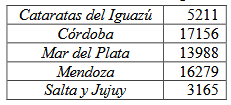 Cataratas del Iguazú 5211
Córdoba 17156
Mar del Plata 13988
Mendoza 16279
Salta y Jujuy 3165